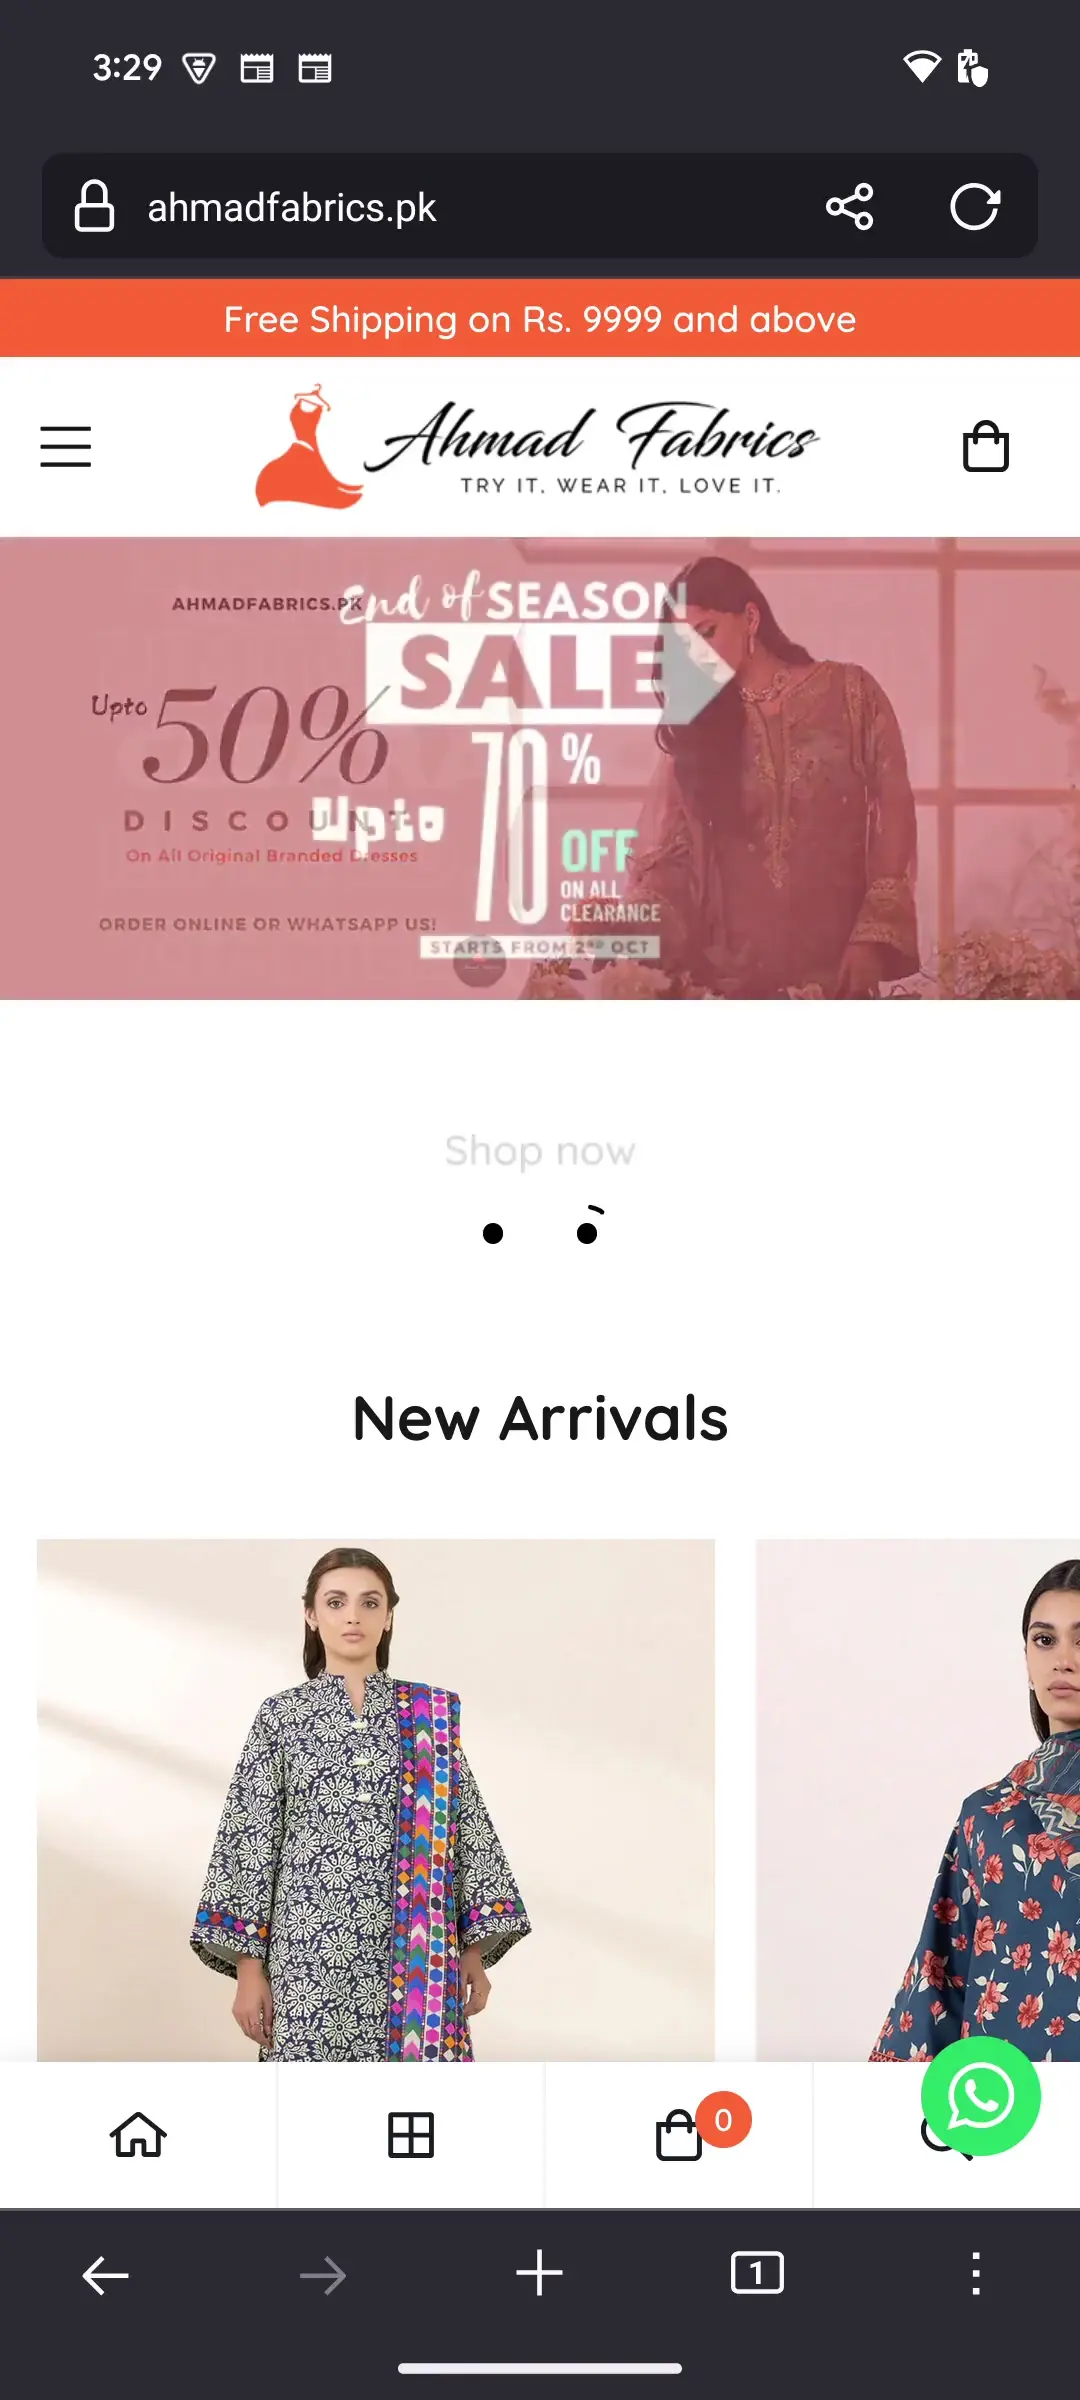 3:29
ahmadfabrics.pk
Free Shipping on Rs. 9999 and above
Ahmad Fabrics
TRY IT. WEAR IT. LOVE IT.
AHMADFABRICS.PK
End of SEASON
SALE
Upto 50%
DISCOUNT
On All Original Branded Dresses
ORDER ONLINE OR WHATSAPP US!
Upto 70% OFF
ON ALL
CLEARANCE
STARTS FROM 2ND OCT
Shop now
New Arrivals
0
1